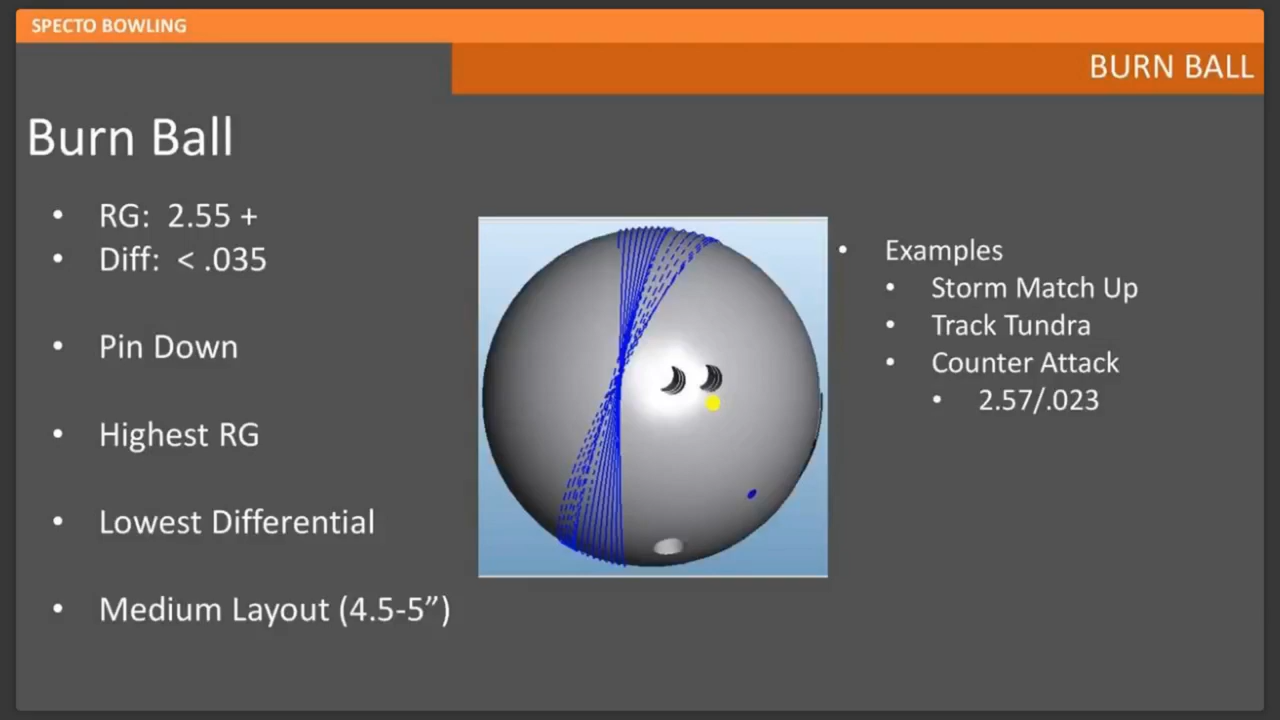 SPECTO BOWLING
BURN BALL
Burn Ball
• RG: 2.55 +
• Diff: < .035
• Pin Down
• Highest RG
• Lowest Differential
• Medium Layout (4.5-5”)
• Examples
• Storm Match Up
• Track Tundra
• Counter Attack
• 2.57/.023